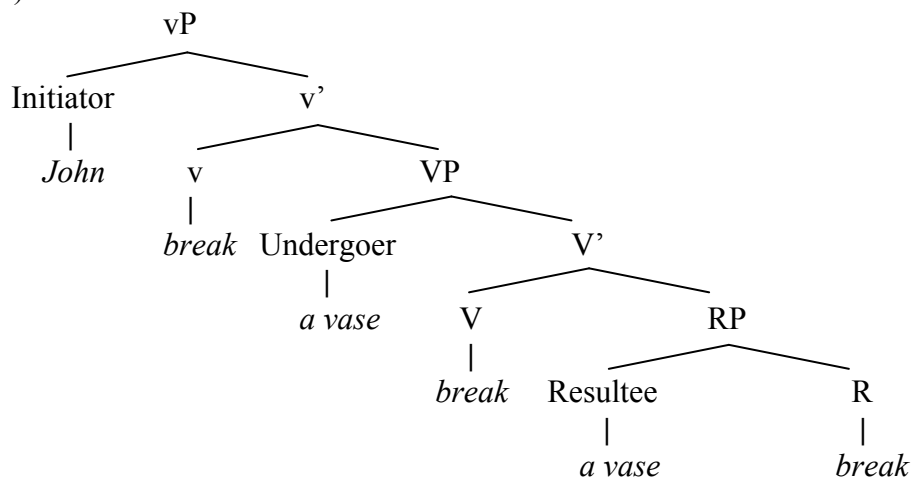 )
vP
Initiator v’
| 
John v VP
|
break Undergoer V’
|
a vase V RP
|
break Resultee R
| |
a vase break